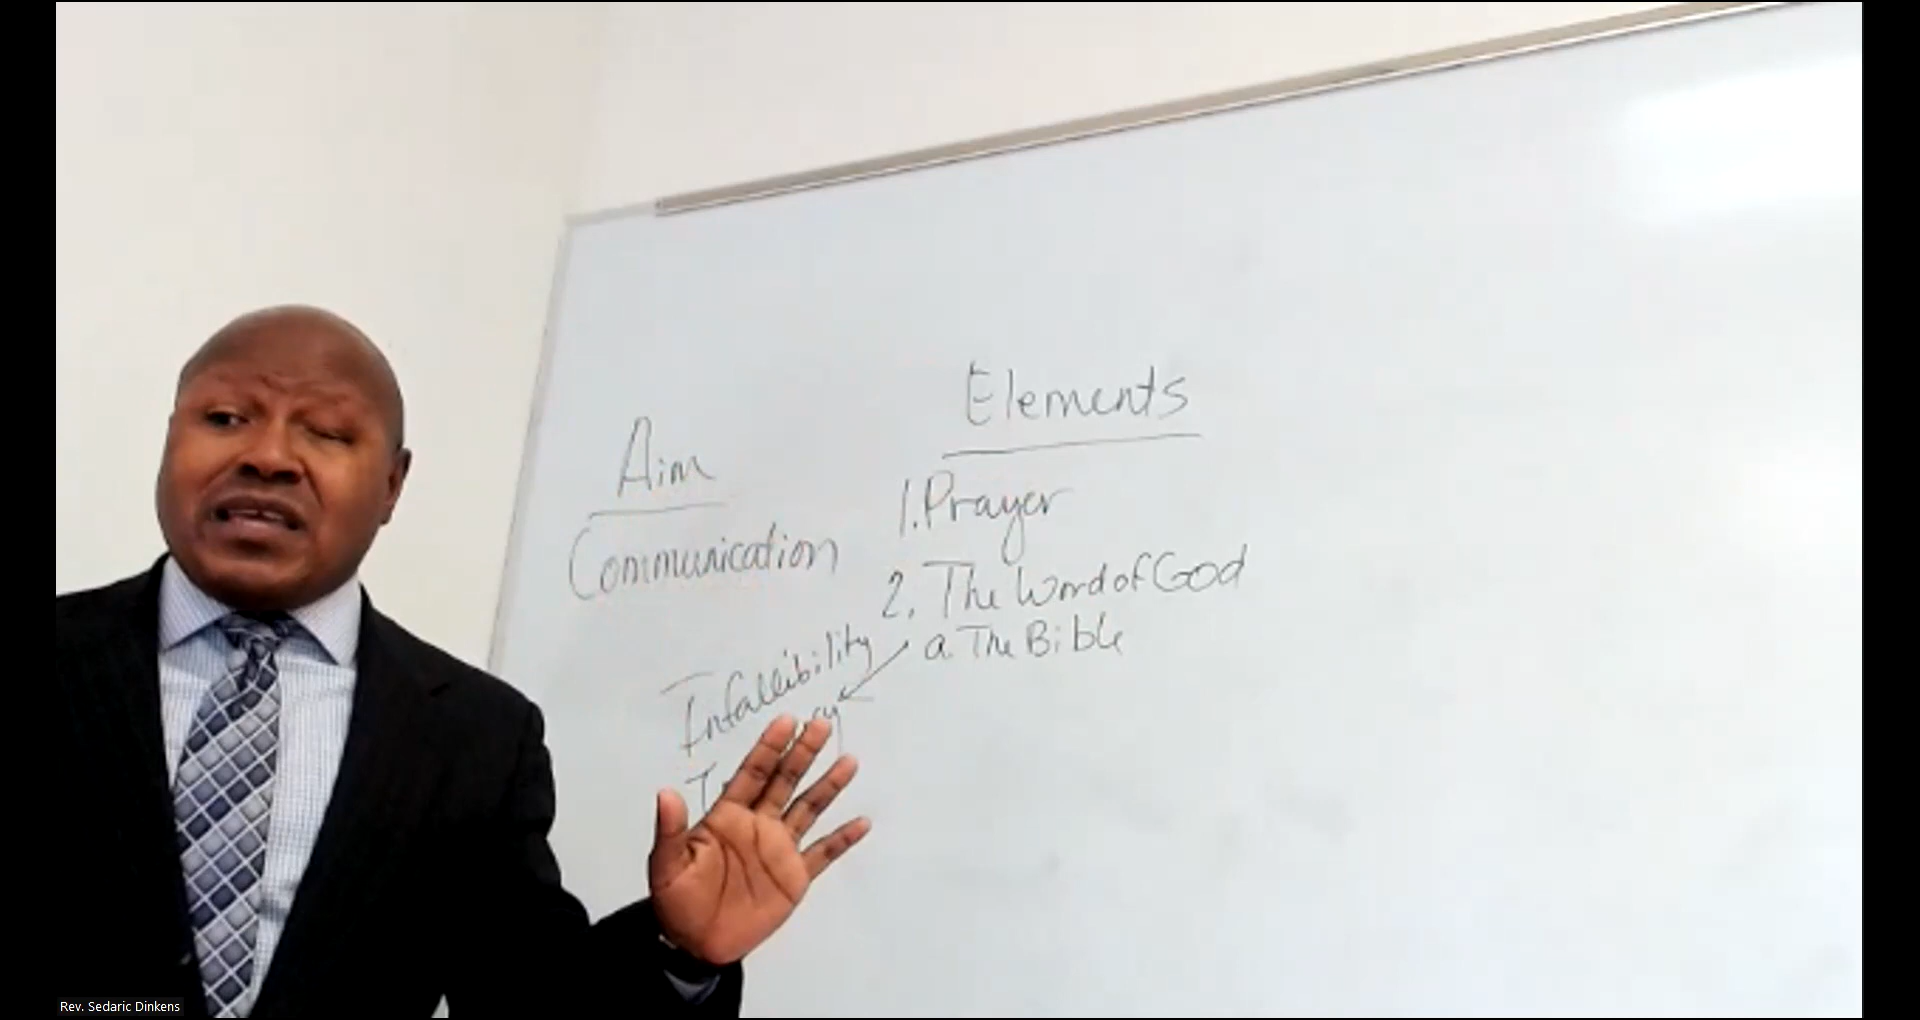 Elements
Aim
1. Prayer
Communication
2. The Word of God
a. The Bible
Infallibility
Rev. Sedaric Dinkens